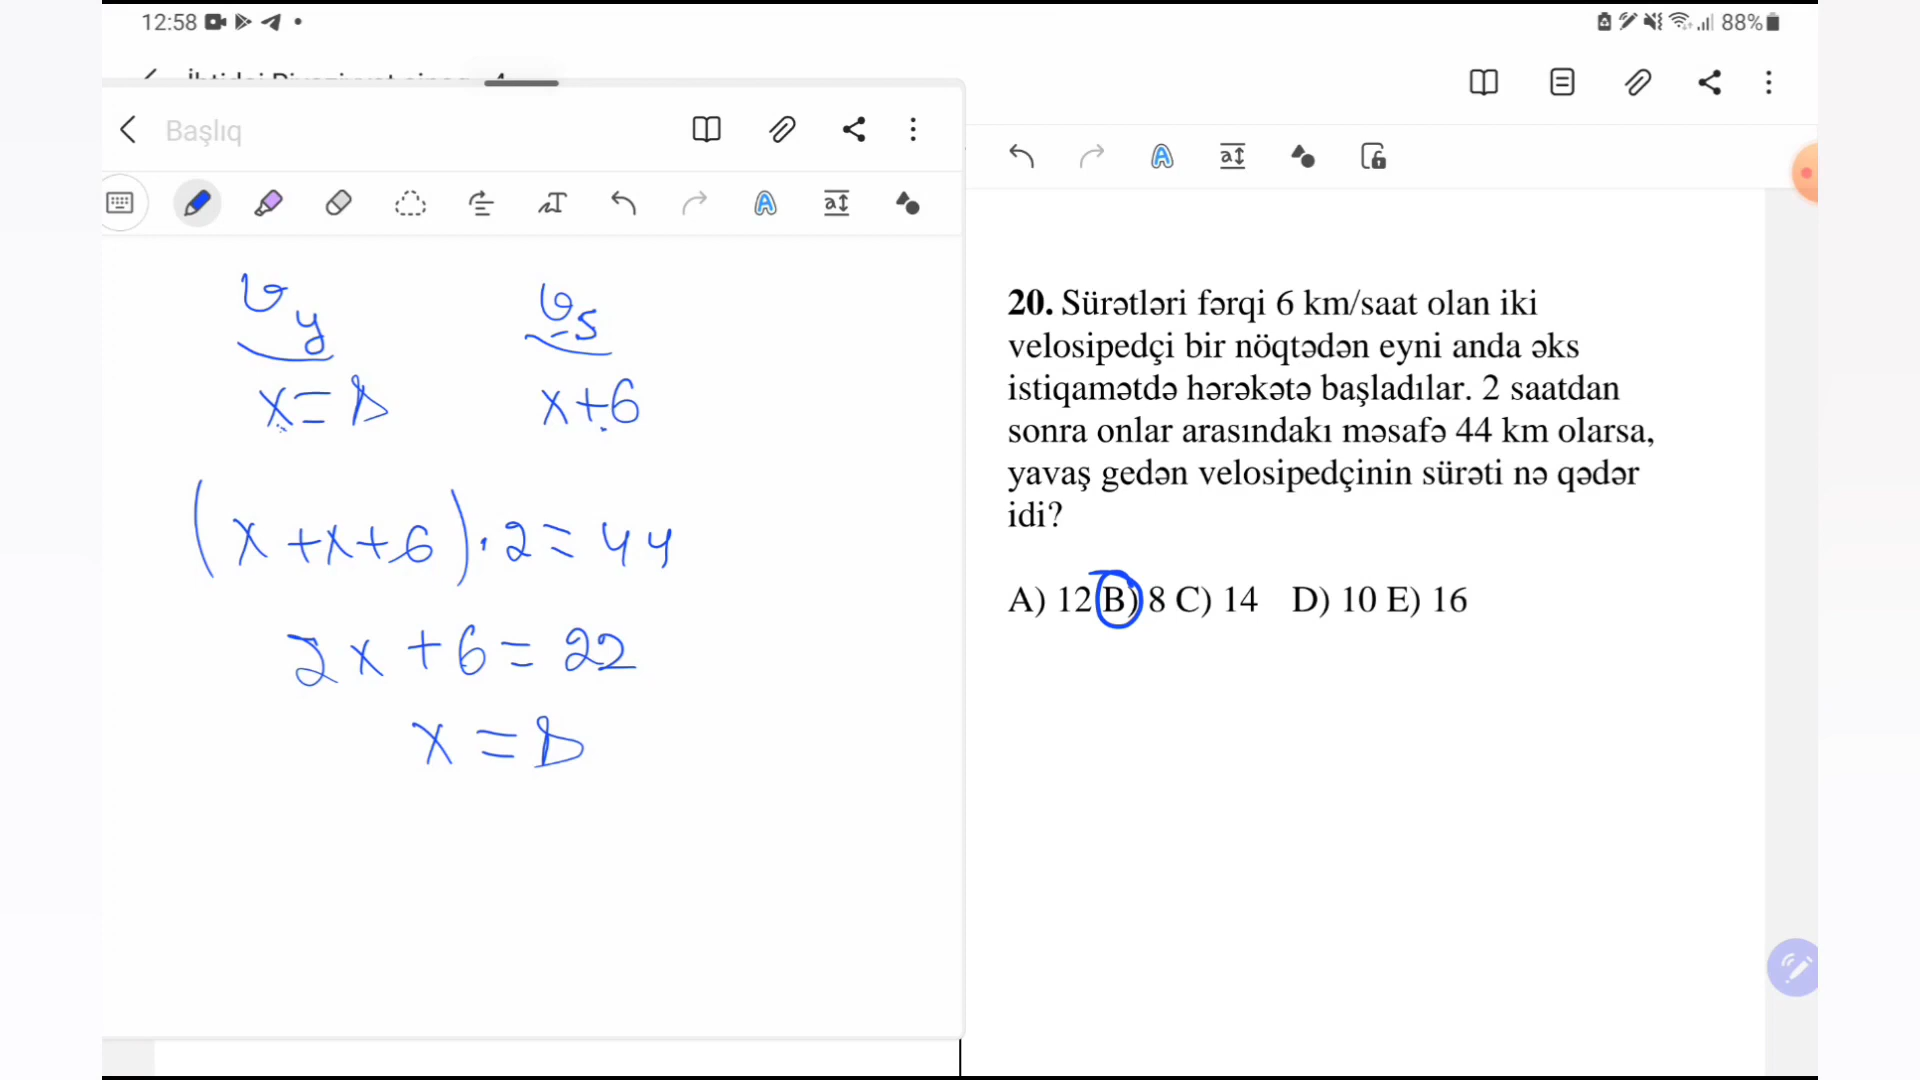 12:58
88%
Başlıq
v_y
v_s
x = 8
x+6
(x+x+6)·2=44
2x+6=22
x=8
20. Sürətləri fərqi 6 km/saat olan iki
velosipedçi bir nöqtədən eyni anda əks
istiqamətdə hərəkətə başladılar. 2 saatdan
sonra onlar arasındakı məsafə 44 km olarsa,
yavaş gedən velosipedçinin sürəti nə qədər
idi?
A) 12 B) 8 C) 14 D) 10 E) 16